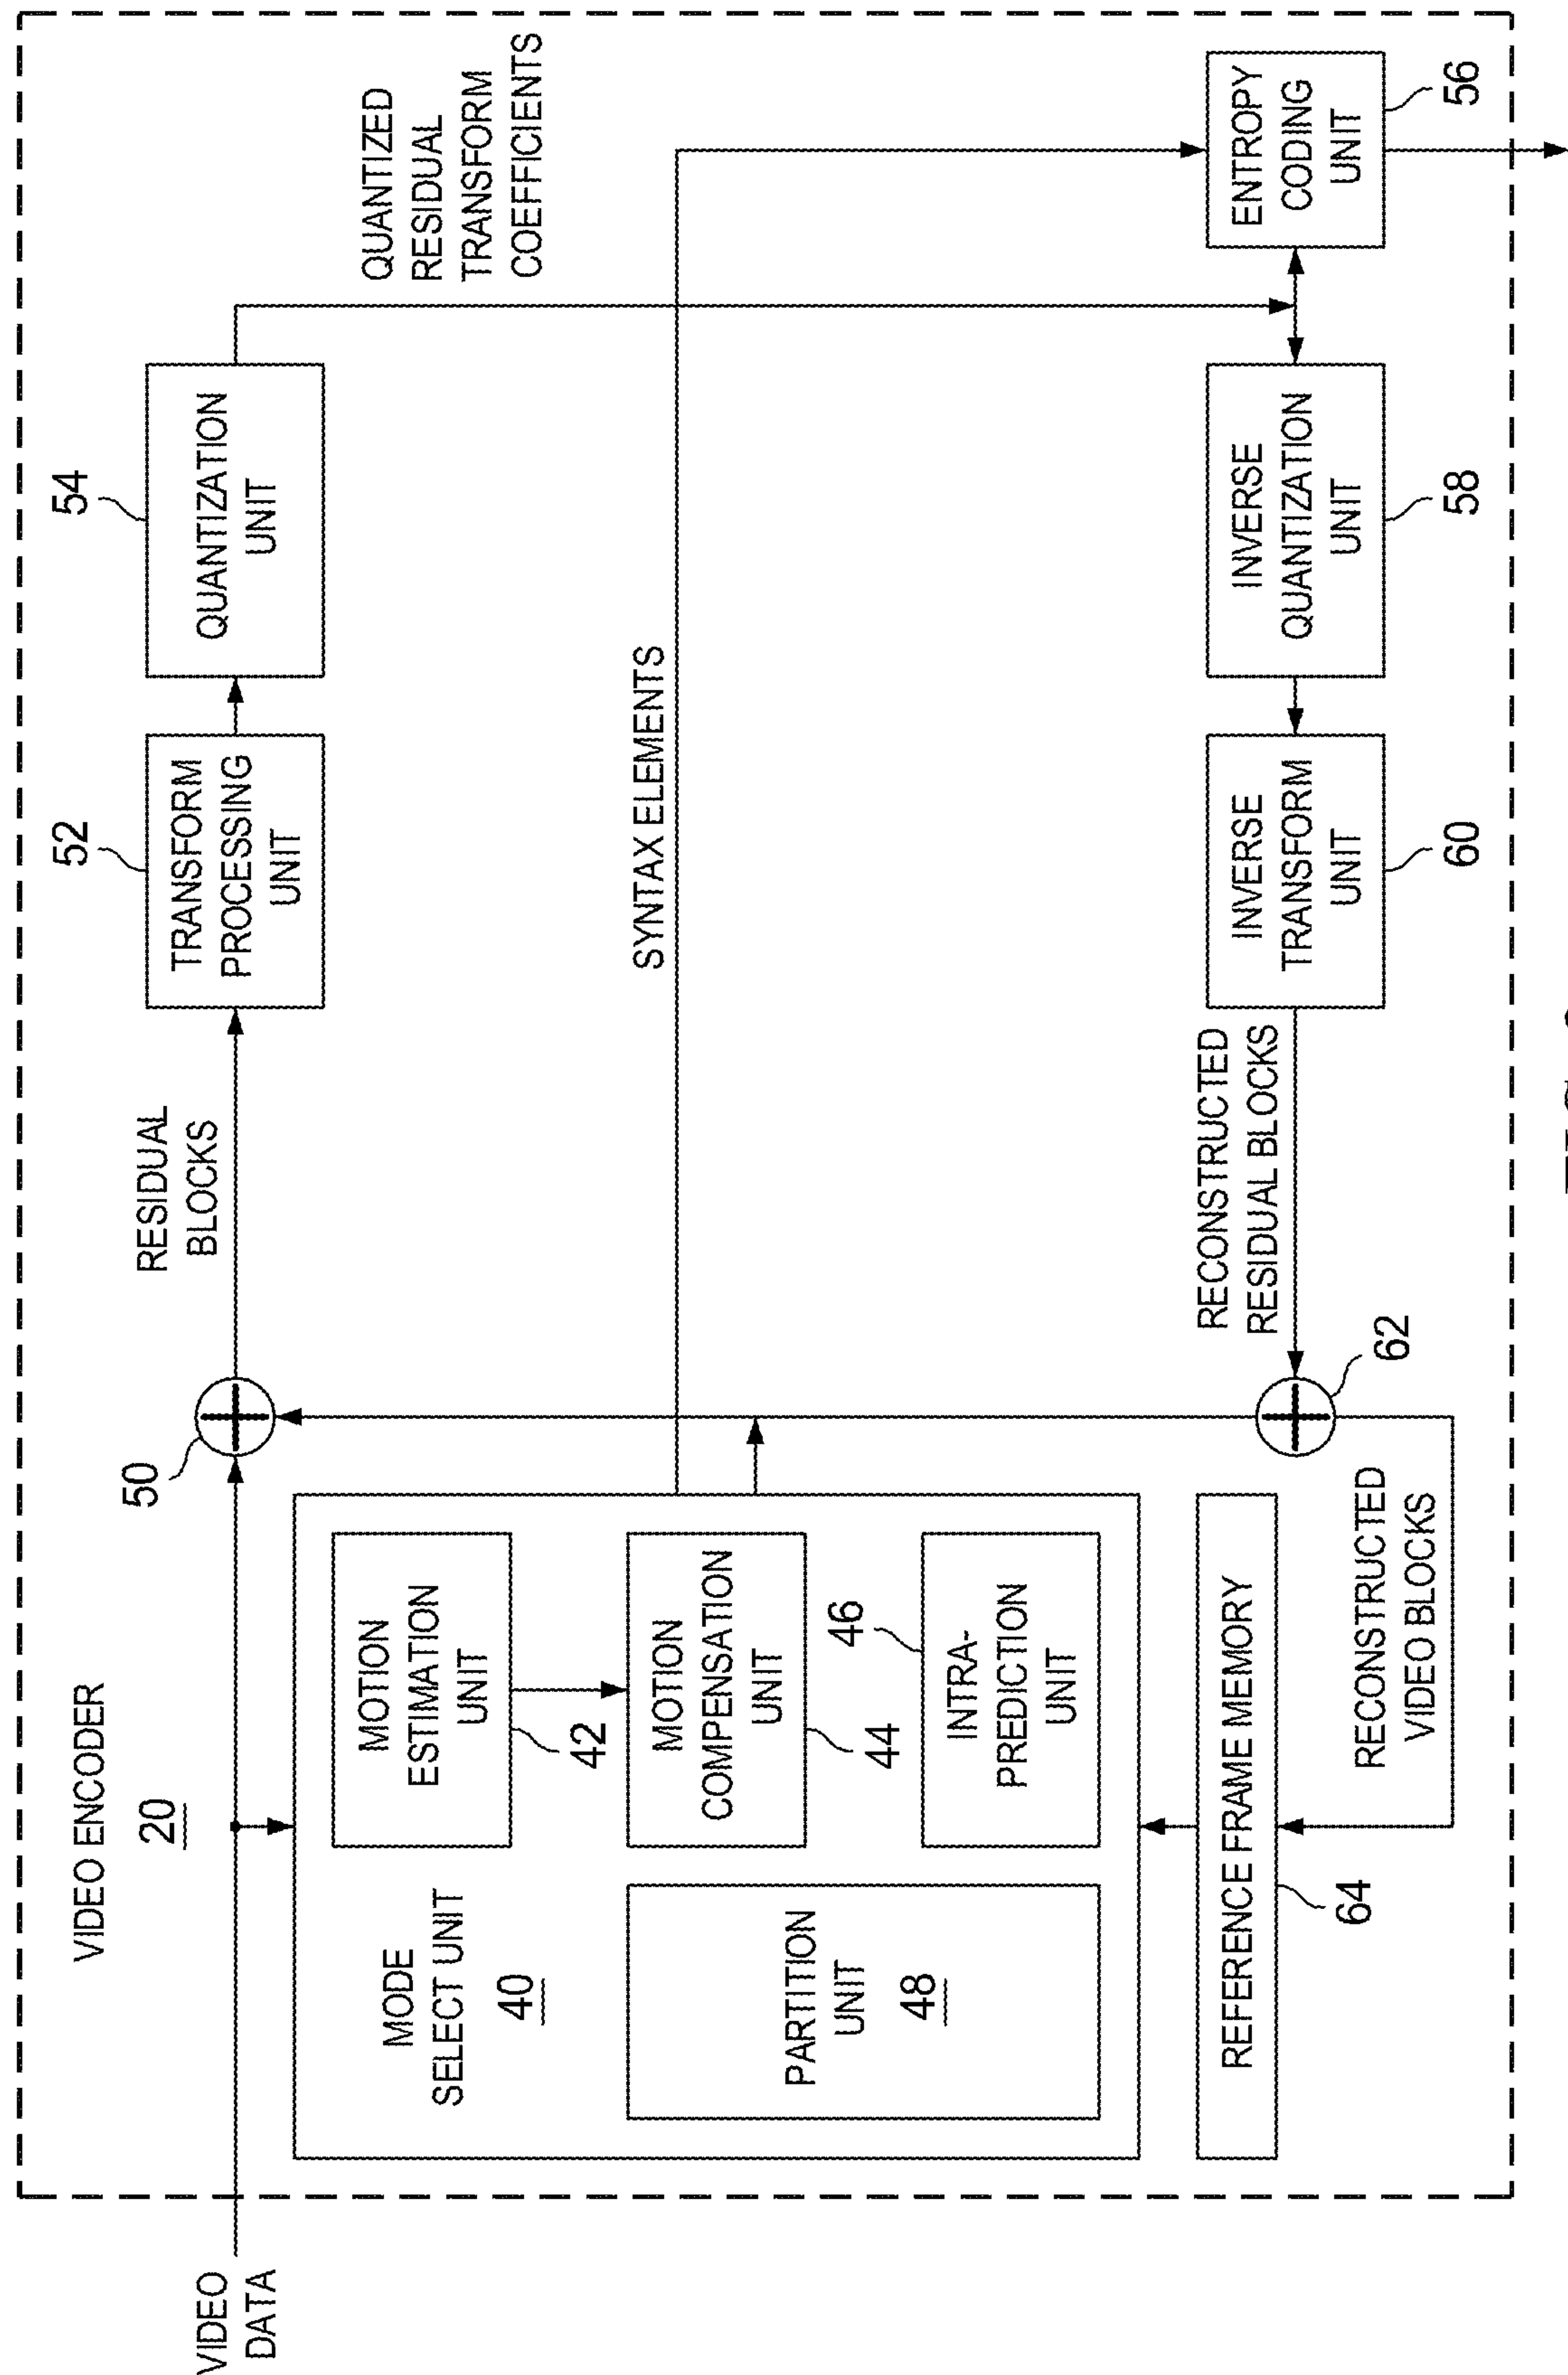 VIDEO ENCODER
20
VIDEO
DATA
50
RESIDUAL
BLOCKS
52
TRANSFORM
PROCESSING
UNIT
54
QUANTIZATION
UNIT
QUANTIZED
RESIDUAL
TRANSFORM
COEFFICIENTS
MODE
SELECT UNIT
40
MOTION
ESTIMATION
UNIT
42
MOTION
COMPENSATION
UNIT
44
PARTITION
UNIT
48
46
INTRA-
PREDICTION
UNIT
SYNTAX ELEMENTS
REFERENCE FRAME MEMORY
64
RECONSTRUCTED
VIDEO BLOCKS
62
RECONSTRUCTED
RESIDUAL BLOCKS
INVERSE
TRANSFORM
UNIT
60
INVERSE
QUANTIZATION
UNIT
58
ENTROPY
CODING
UNIT
56